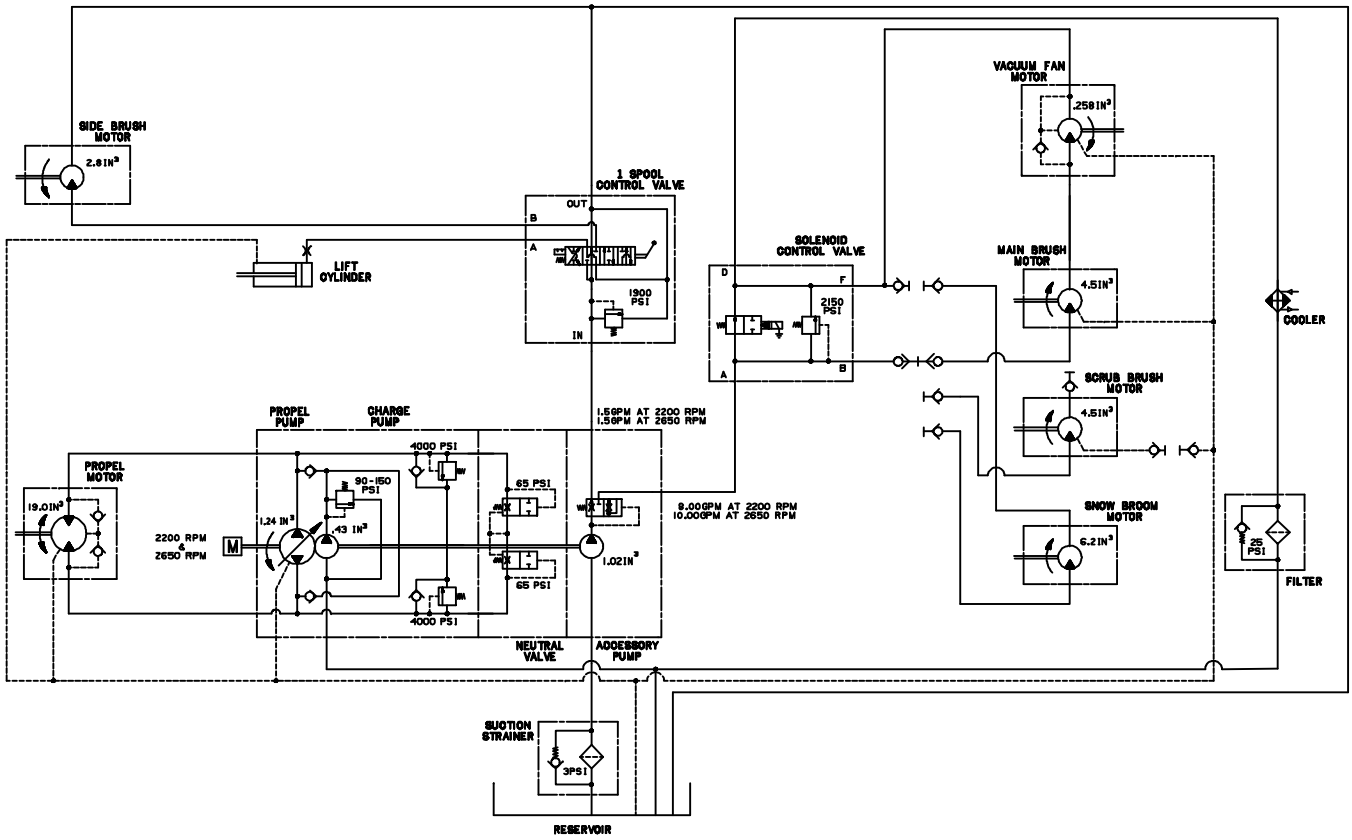 VACUUM FAN
MOTOR
.258IN³
SIDE BRUSH
MOTOR
2.8IN³
1 SPOOL
CONTROL VALVE
OUT
B
A
1900
PSI
IN
LIFT
CYLINDER
SOLENOID
CONTROL VALVE
D
F
2150
PSI
A
B
MAIN BRUSH
MOTOR
4.5IN³
COOLER
SCRUB BRUSH
MOTOR
4.5IN³
1.5GPM AT 2200 RPM
1.5GPM AT 2650 RPM
PROPEL
PUMP
CHARGE
PUMP
4000 PSI
PROPEL
MOTOR
19.0IN³
90-150
PSI
65 PSI
8.00GPM AT 2200 RPM
10.00GPM AT 2650 RPM
SNOW BROOM
MOTOR
6.2IN³
1.24 IN³
.43 IN³
2200 RPM
&
2650 RPM
M
1.02IN³
65 PSI
4000 PSI
25
PSI
FILTER
NEUTRAL
VALVE
ACCESSORY
PUMP
SUCTION
STRAINER
3PSI
RESERVOIR